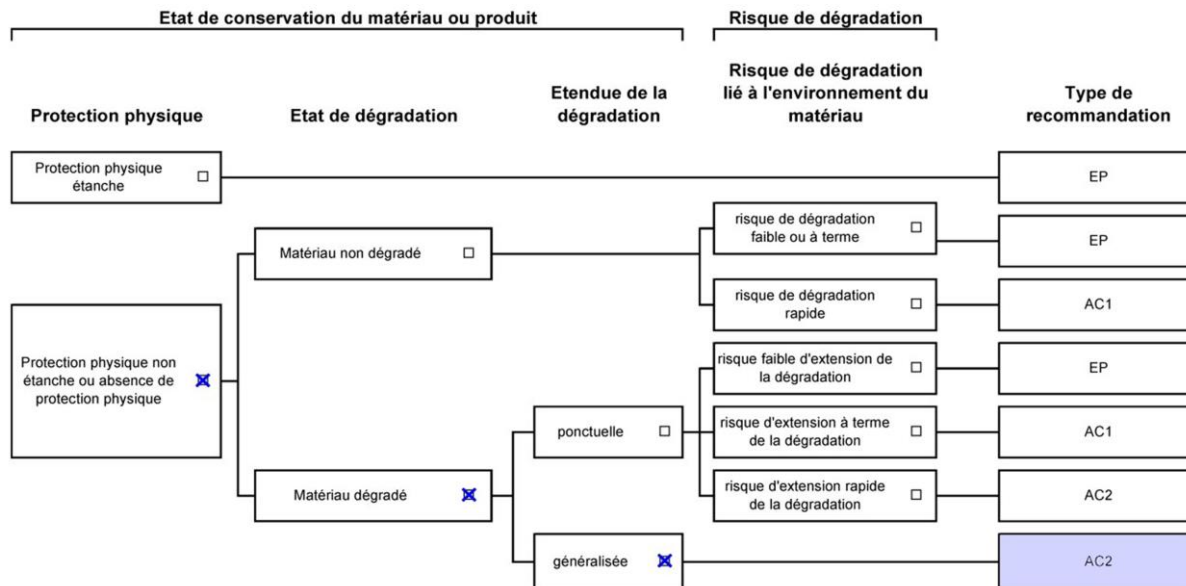 Etat de conservation du matériau ou produit
Risque de dégradation
Protection physique
Etat de dégradation
Etendue de la
dégradation
Risque de dégradation
lié à l'environnement du
matériau
Type de
recommandation
Protection physique
étanche
EP
Matériau non dégradé
risque de dégradation
faible ou à terme
EP
risque de dégradation
rapide
AC1
Protection physique non
étanche ou absence de
protection physique
risque faible d'extension de
la dégradation
EP
ponctuelle
risque d'extension à terme
de la dégradation
AC1
Matériau dégradé
risque d'extension rapide
de la dégradation
AC2
généralisée
AC2